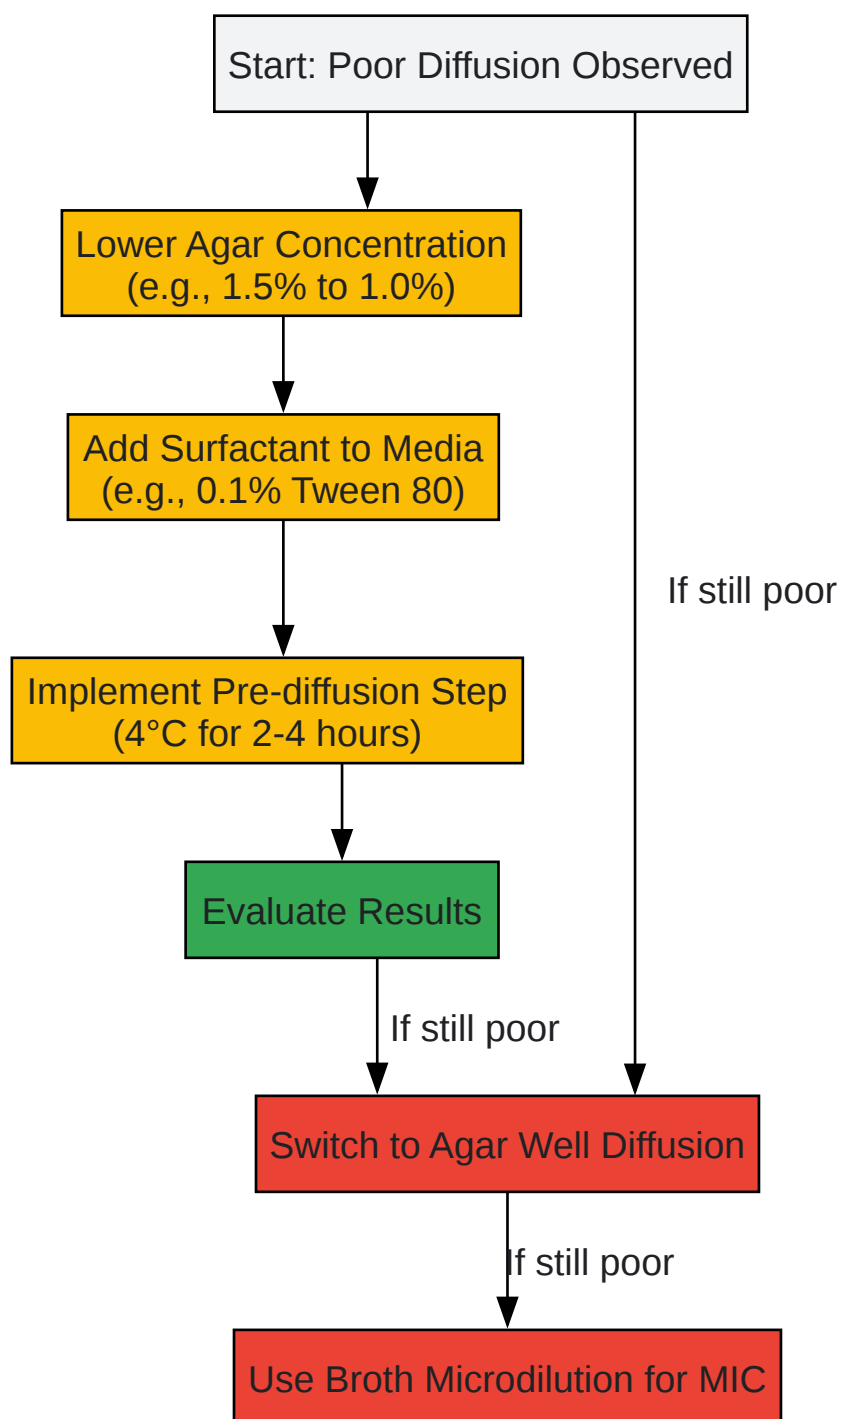 Start: Poor Diffusion Observed
Lower Agar Concentration
(e.g., 1.5% to 1.0%)
Add Surfactant to Media
(e.g., 0.1% Tween 80)
If still poor
Implement Pre-diffusion Step
(4°C for 2-4 hours)
Evaluate Results
If still poor
Switch to Agar Well Diffusion
If still poor
Use Broth Microdilution for MIC